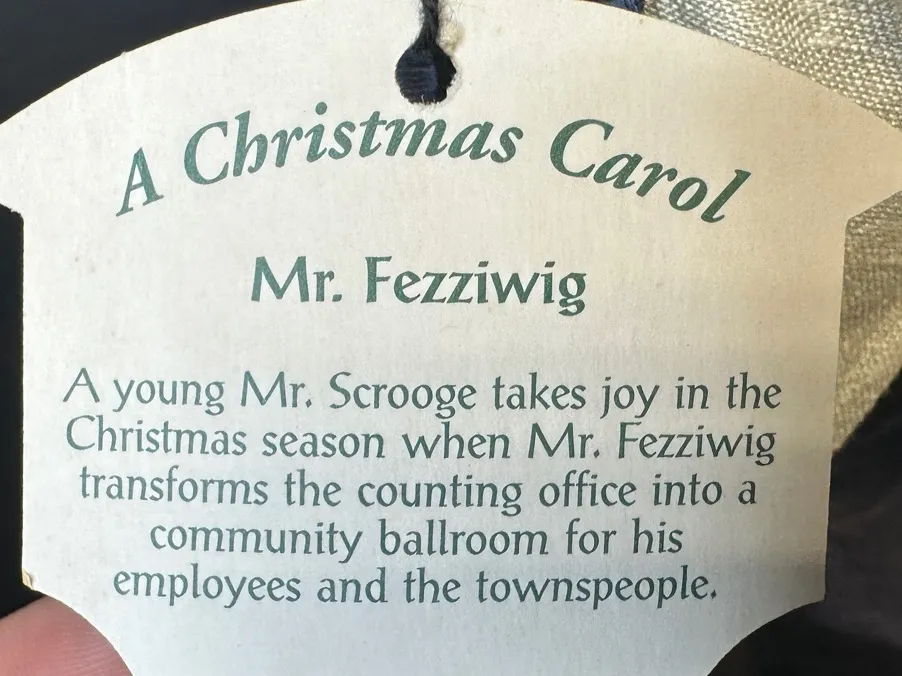 A Christmas Carol
Mr. Fezziwig
A young Mr. Scrooge takes joy in the
Christmas season when Mr. Fezziwig
transforms the counting office into a
community ballroom for his
employees and the townspeople.